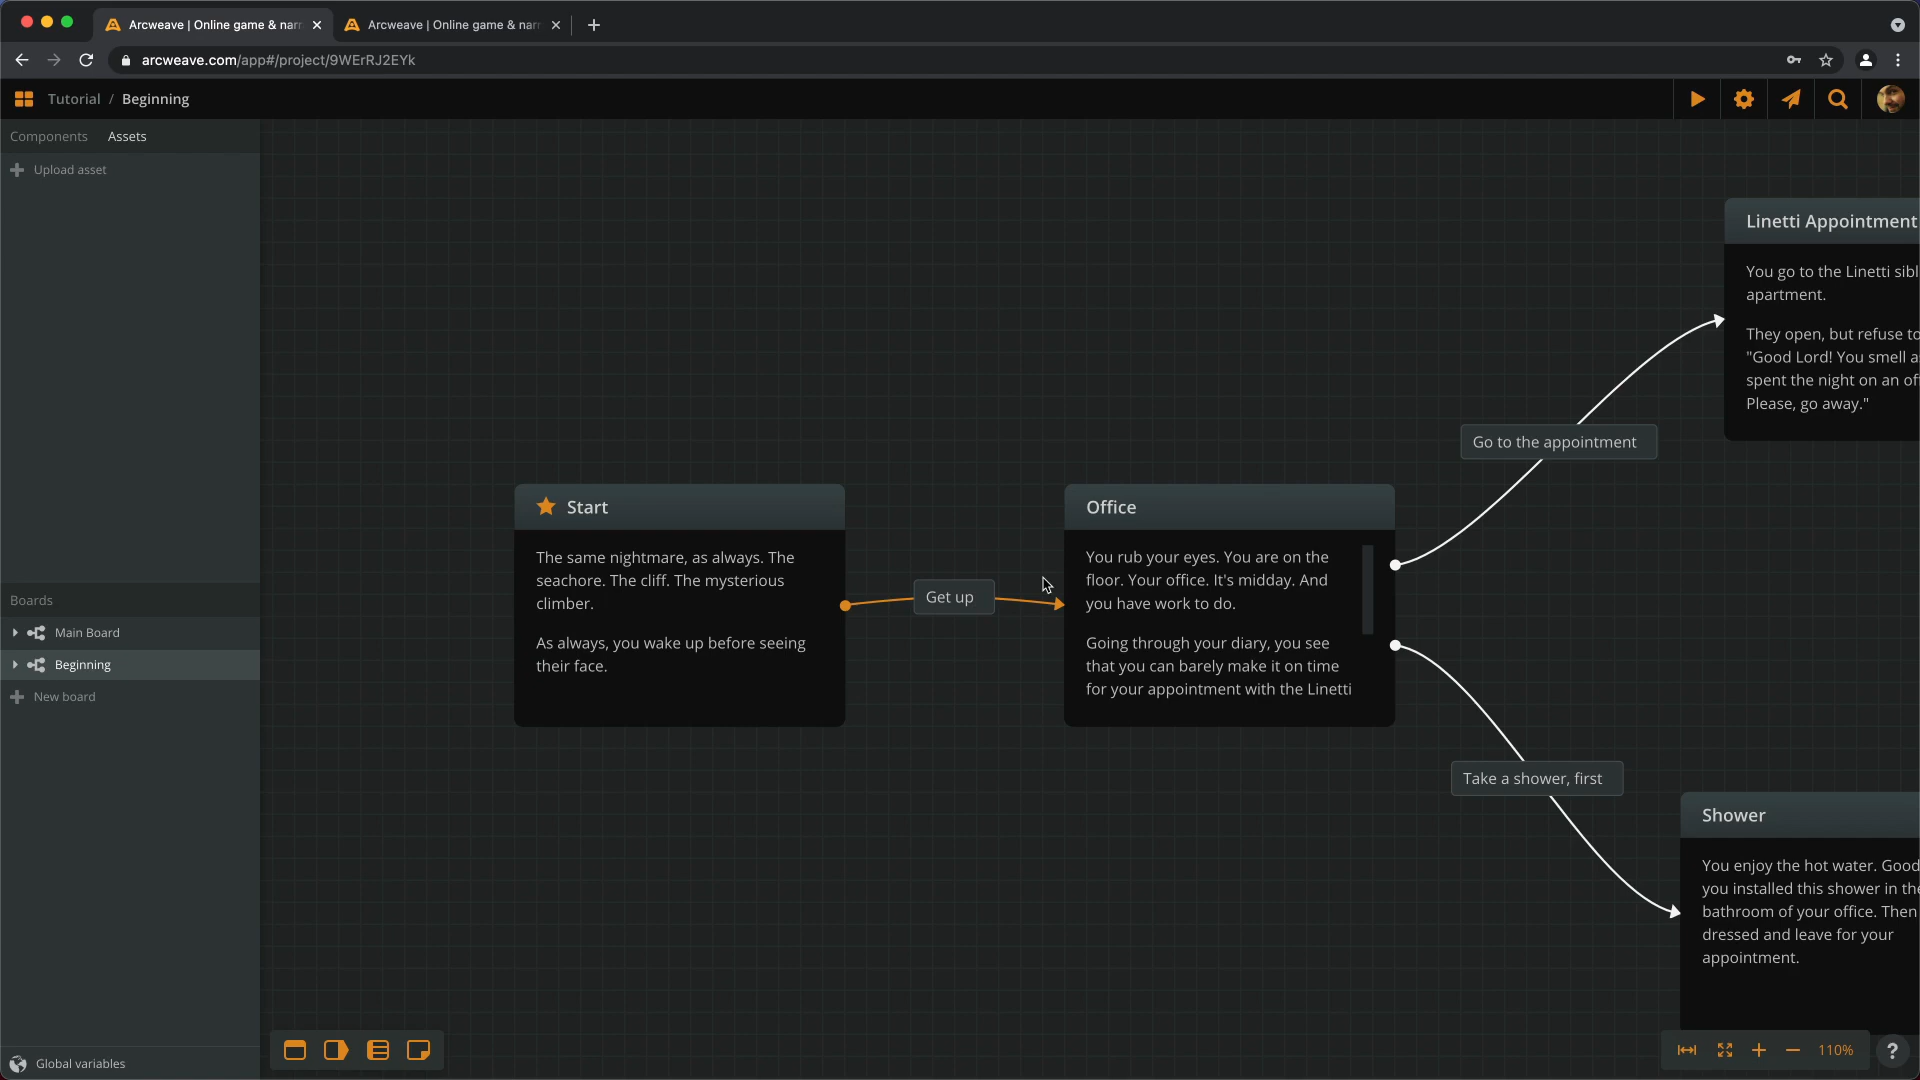 Arcweave | Online game & narr
Arcweave | Online game & narr
arcweave.com/app#/project/9WErRJ2EYk
Tutorial / Beginning
Components Assets
Upload asset
Linetti Appointment
You go to the Linetti sibl
apartment.
They open, but refuse to
"Good Lord! You smell a
spent the night on an of
Please, go away."
Go to the appointment
Start
The same nightmare, as always. The
seachore. The cliff. The mysterious
climber.
As always, you wake up before seeing
their face.
Get up
Office
You rub your eyes. You are on the
floor. Your office. It's midday. And
you have work to do.
Going through your diary, you see
that you can barely make it on time
for your appointment with the Linetti
Boards
Main Board
Beginning
New board
Take a shower, first
Shower
You enjoy the hot water. Good
you installed this shower in the
bathroom of your office. Then
dressed and leave for your
appointment.
Global variables
110%
?